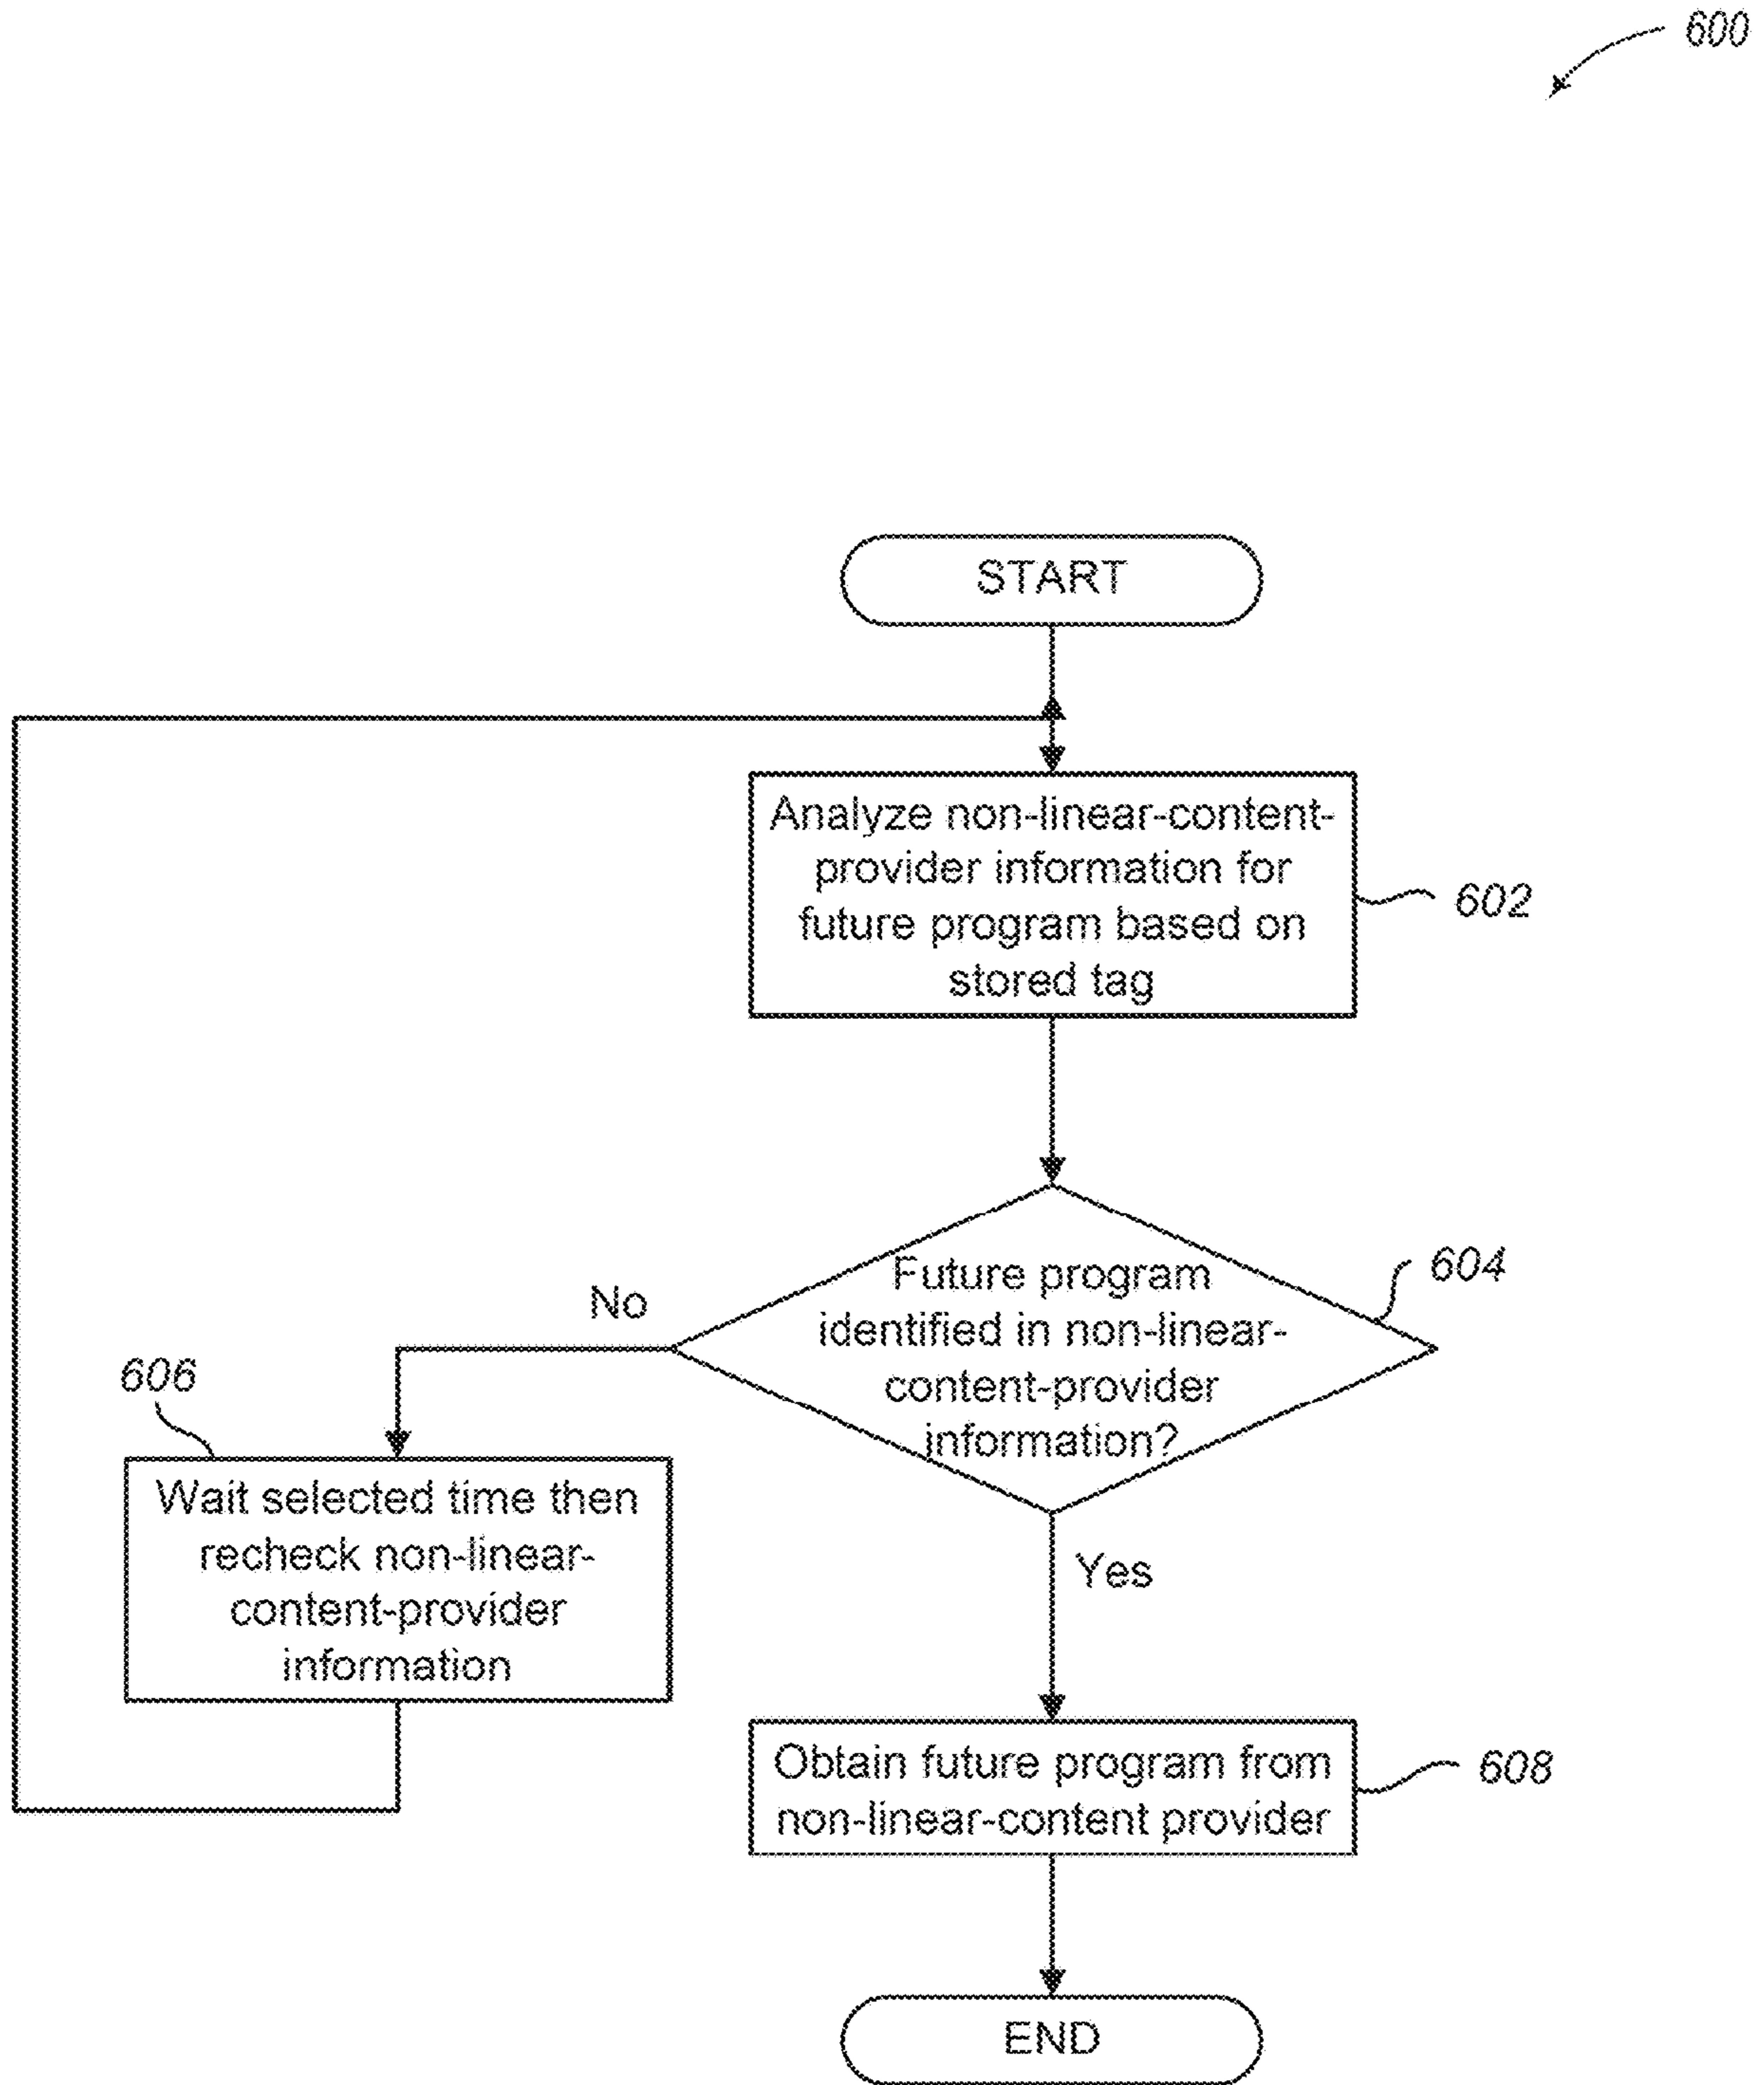 600
START
Analyze non-linear-content-
provider information for
future program based on
stored tag
602
Future program
identified in non-linear-
content-provider
information?
604
No
606
Wait selected time then
recheck non-linear-
content-provider
information
Yes
Obtain future program from
non-linear-content provider
608
END